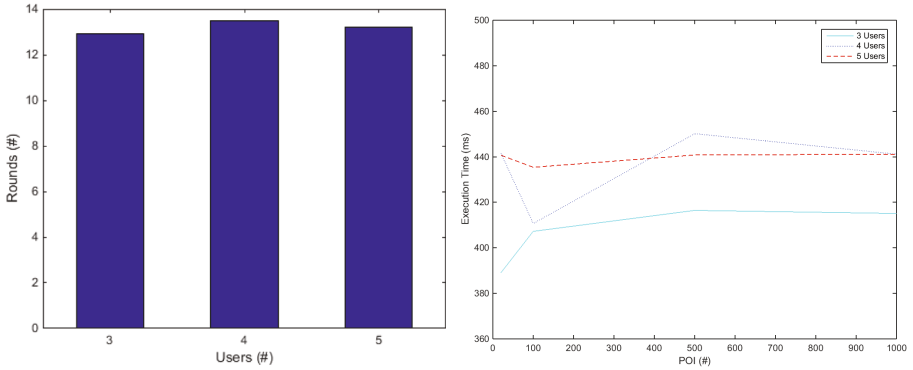 14
12
10
8
6
4
2
0
Rounds (#)
3 4 5
Users (#)
500
480
460
440
420
400
380
360
Execution Time (ms)
0 100 200 300 400 500 600 700 800 900 1000
POI (#)
3 Users
4 Users
5 Users